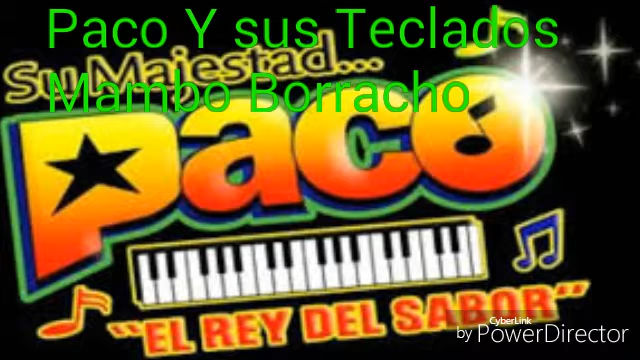 Paco Y sus Teclados
Su Majestad...
Mambo Borracho
Paco
"EL REY DEL SABOR"
CyberLink
by PowerDirector